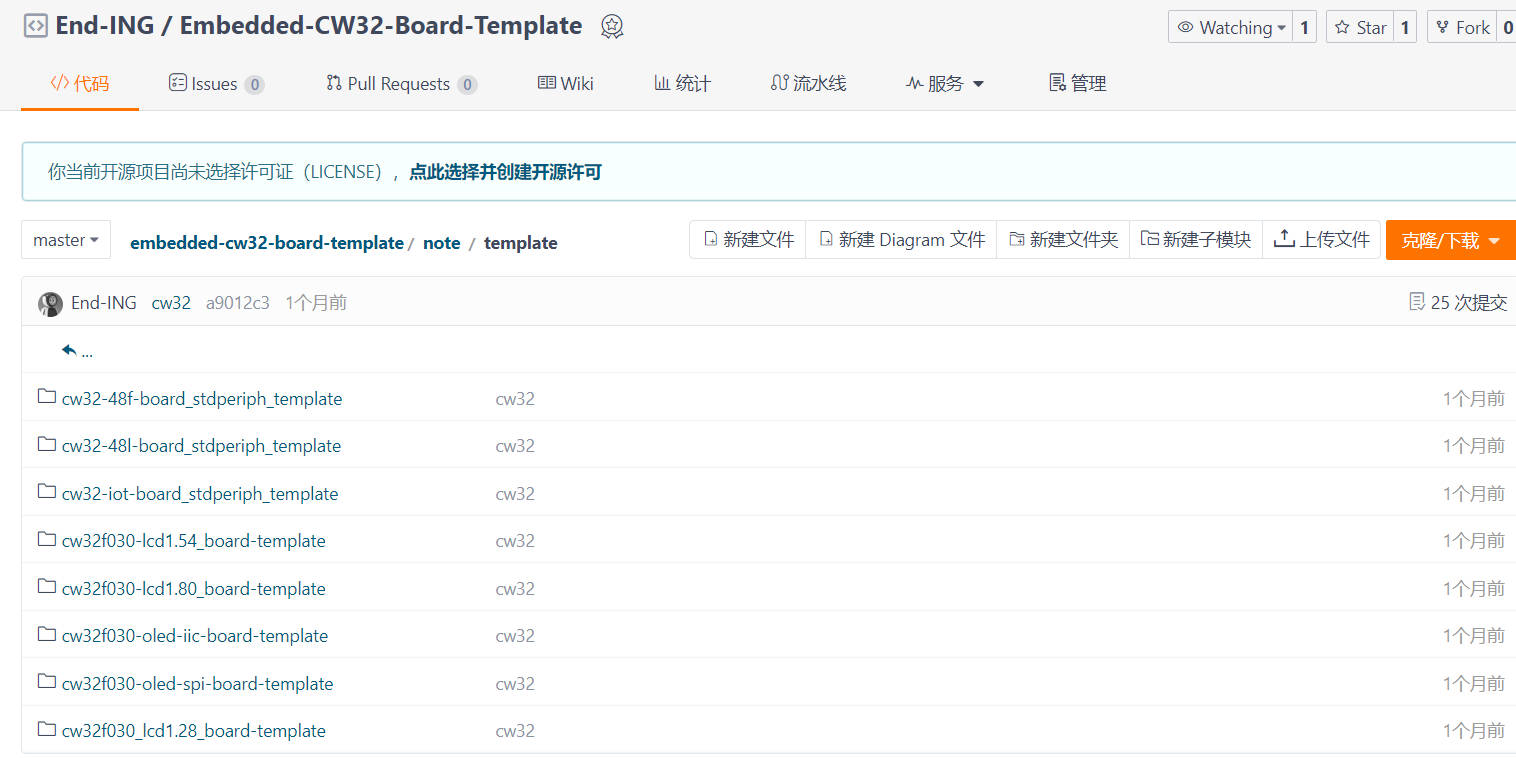 End-ING / Embedded-CW32-Board-Template
Watching 1 Star 1 Fork 0
代码 Issues 0 Pull Requests 0 Wiki 统计 流水线 服务 管理
你当前开源项目尚未选择许可证（LICENSE），点此选择并创建开源许可
master embedded-cw32-board-template / note / template 新建文件 新建 Diagram 文件 新建文件夹 新建子模块 上传文件 克隆/下载
End-ING cw32 a9012c3 1个月前 25 次提交
...
cw32-48f-board_stdperiph_template cw32 1个月前
cw32-48l-board_stdperiph_template cw32 1个月前
cw32-iot-board_stdperiph_template cw32 1个月前
cw32f030-lcd1.54_board-template cw32 1个月前
cw32f030-lcd1.80_board-template cw32 1个月前
cw32f030-oled-iic-board-template cw32 1个月前
cw32f030-oled-spi-board-template cw32 1个月前
cw32f030_lcd1.28_board-template cw32 1个月前